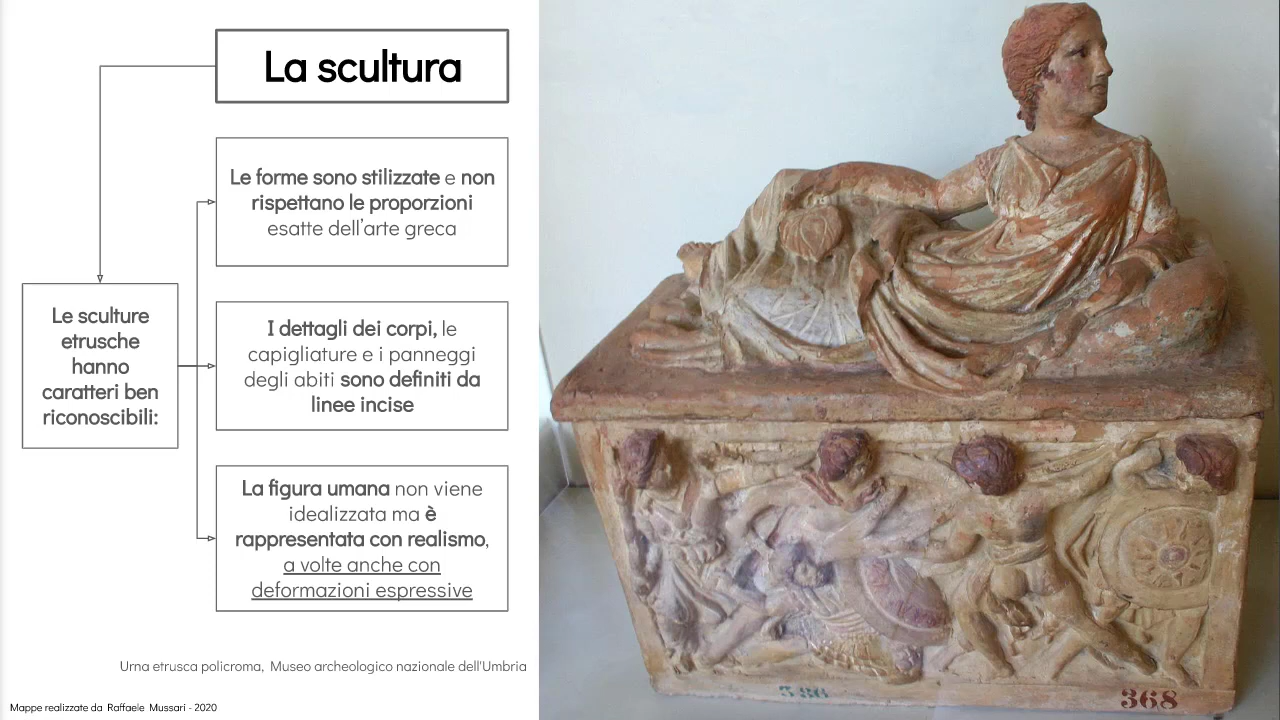 La scultura
Le forme sono stilizzate e non
rispettano le proporzioni
esatte dell'arte greca
Le sculture
etrusche
hanno
caratteri ben
riconoscibili:
I dettagli dei corpi, le
capigliature e i panneggi
degli abiti sono definiti da
linee incise
La figura umana non viene
idealizzata ma è
rappresentata con realismo,
a volte anche con
deformazioni espressive
Urna etrusca policroma, Museo archeologico nazionale dell'Umbria
Mappe realizzate da Raffaele Mussari - 2020
368